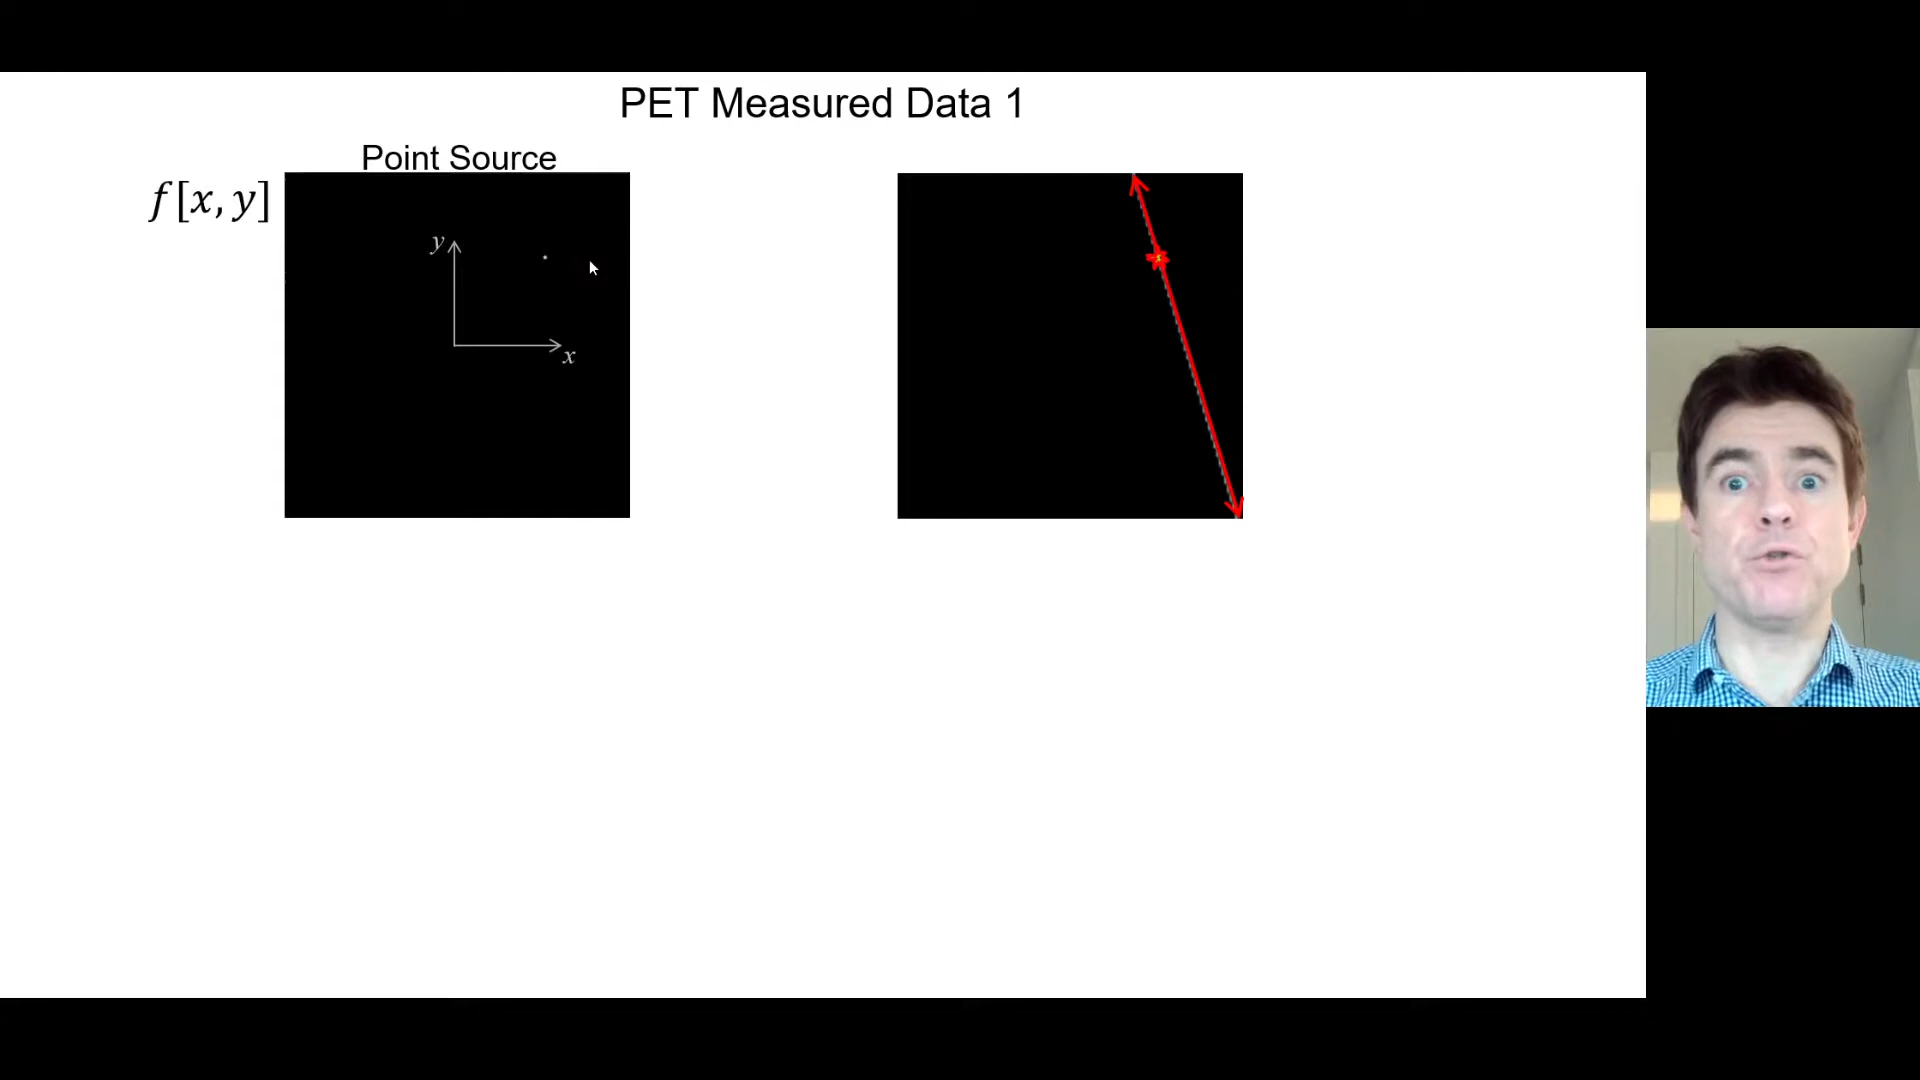 PET Measured Data 1
Point Source
f[x, y]
y
x